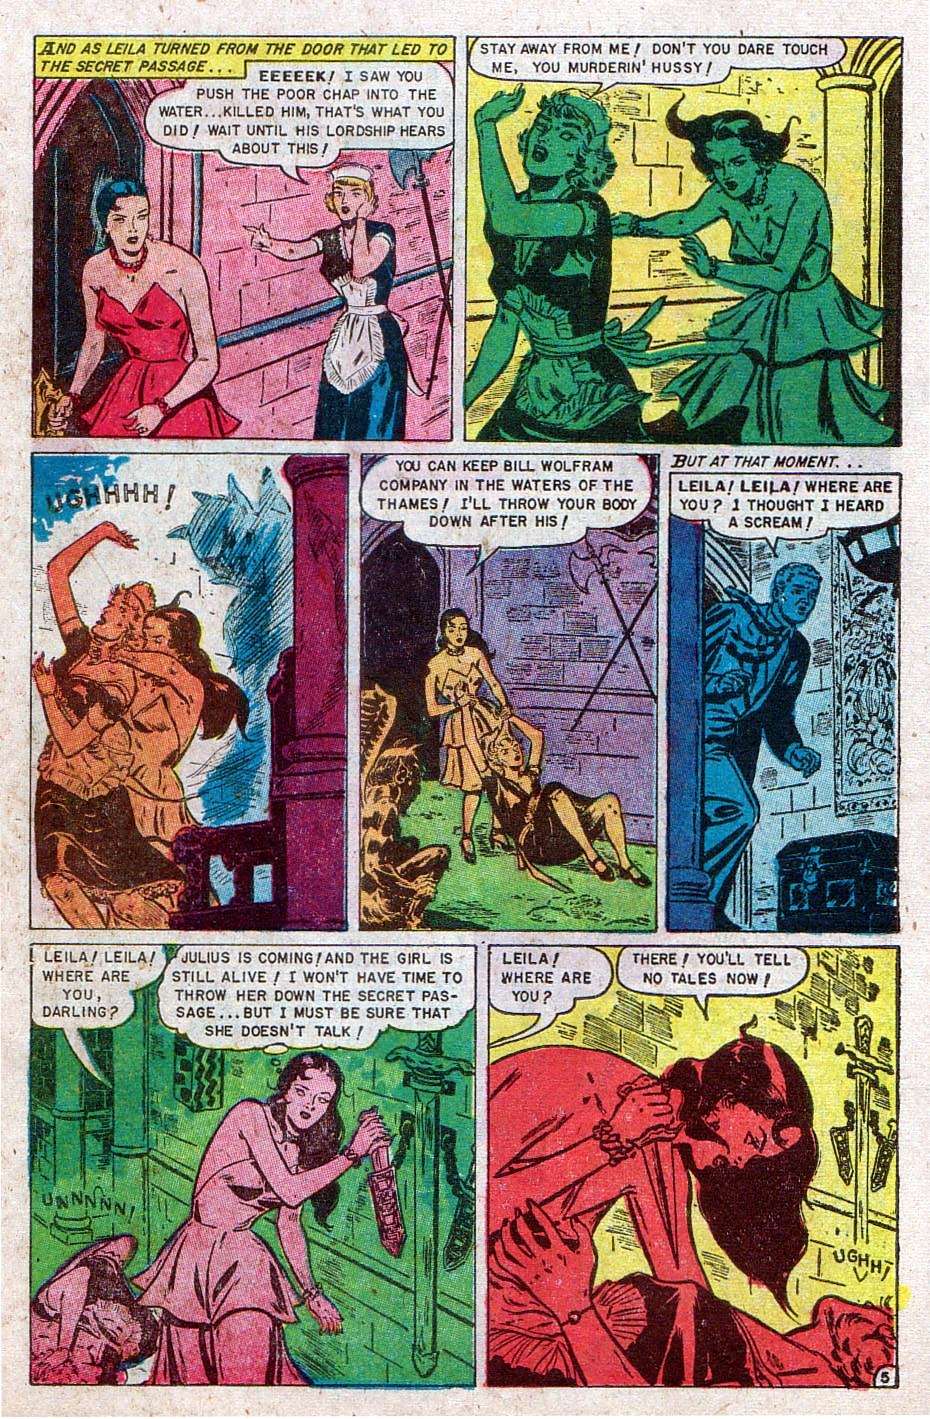 AND AS LEILA TURNED FROM THE DOOR THAT LED TO
THE SECRET PASSAGE...
EEEEEK! I SAW YOU
PUSH THE POOR CHAP INTO THE
WATER...KILLED HIM, THAT'S WHAT YOU
DID! WAIT UNTIL HIS LORDSHIP HEARS
ABOUT THIS!
STAY AWAY FROM ME! DON'T YOU DARE TOUCH
ME, YOU MURDERIN' HUSSY!
UGHHHHH!
YOU CAN KEEP BILL WOLFRAM
COMPANY IN THE WATERS OF THE
THAMES! I'LL THROW YOUR BODY
DOWN AFTER HIS!
BUT AT THAT MOMENT...
LEILA! LEILA! WHERE ARE
YOU? I THOUGHT I HEARD
A SCREAM!
LEILA! LEILA!
WHERE ARE
YOU,
DARLING?
JULIUS IS COMING! AND THE GIRL IS
STILL ALIVE! I WON'T HAVE TIME TO
THROW HER DOWN THE SECRET PAS-
SAGE...BUT I MUST BE SURE THAT
SHE DOESN'T TALK!
UNNNNN!
LEILA!
WHERE ARE
YOU?
THERE! YOU'LL TELL
NO TALES NOW!
UGHH!
5